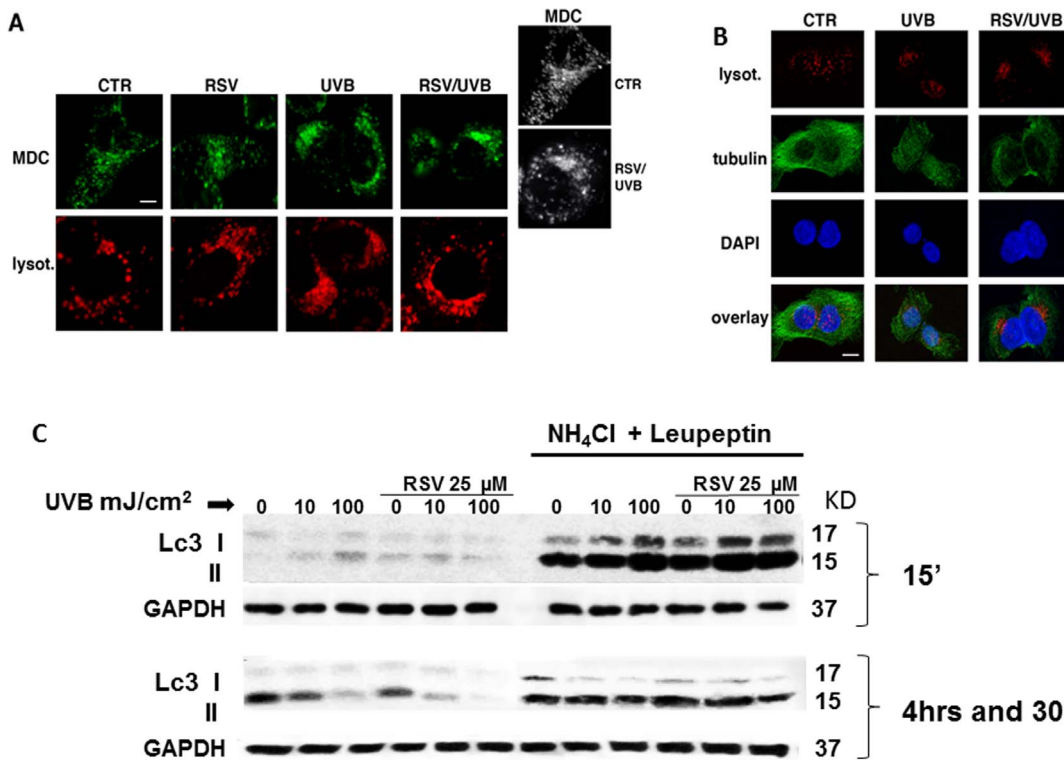 A
MDC
CTR RSV UVB RSV/UVB
MDC
lysot.
CTR
RSV/
UVB
B
CTR UVB RSV/UVB
lysot.
tubulin
DAPI
overlay
C
NH₄Cl + Leupeptin
RSV 25 µM RSV 25 µM
UVB mJ/cm² 0 10 100 0 10 100 0 10 100 0 10 100 KD
Lc3 I 17
II 15
15’
GAPDH 37
Lc3 I 17
II 15
4hrs and 30
GAPDH 37